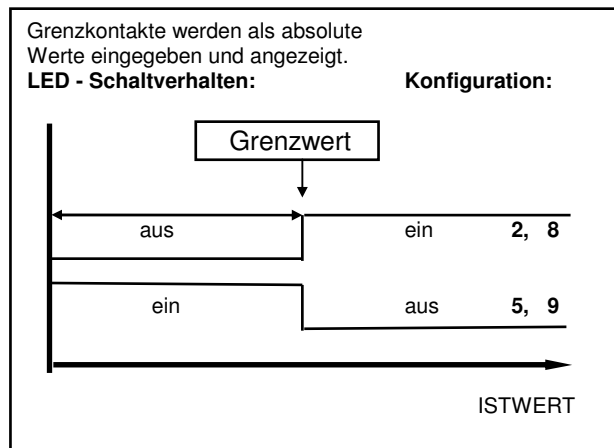 Grenzkontakte werden als absolute
Werte eingegeben und angezeigt.
LED - Schaltverhalten: Konfiguration:
Grenzwert
aus ein 2, 8
ein aus 5, 9
ISTWERT